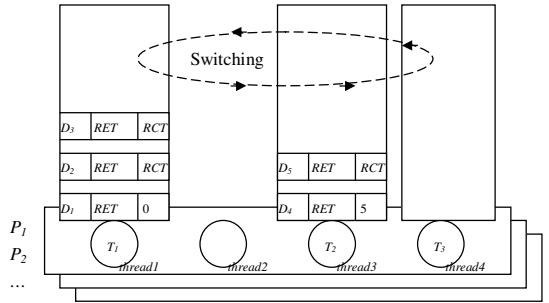 Switching
D3 RET RCT
D2 RET RCT D5 RET RCT
D1 RET 0 D4 RET 5
P1 T1 T2 T3
P2 thread1 thread2 thread3 thread4
...